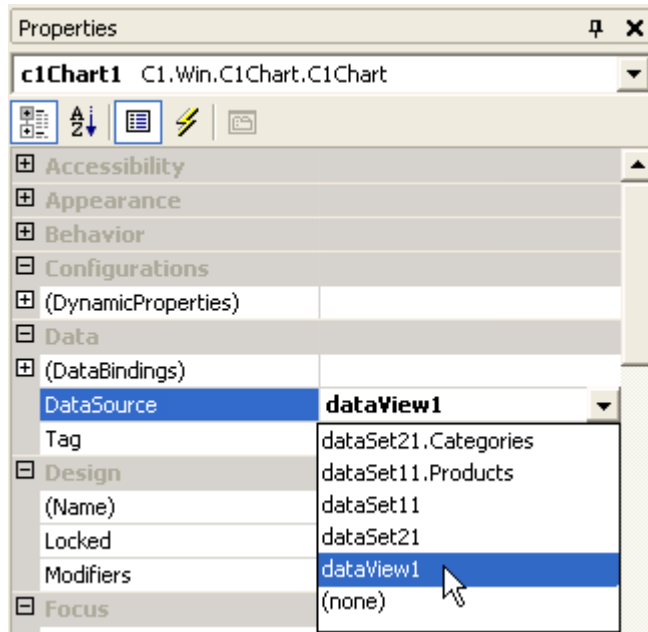 Properties
c1Chart1 C1.Win.C1Chart.C1Chart
Accessibility
Appearance
Behavior
Configurations
(DynamicProperties)
Data
(DataBindings)
DataSource dataView1
Tag
dataSet21.Categories
Design
dataSet11.Products
(Name)
dataSet11
Locked
dataSet21
Modifiers
dataView1
Focus
(none)